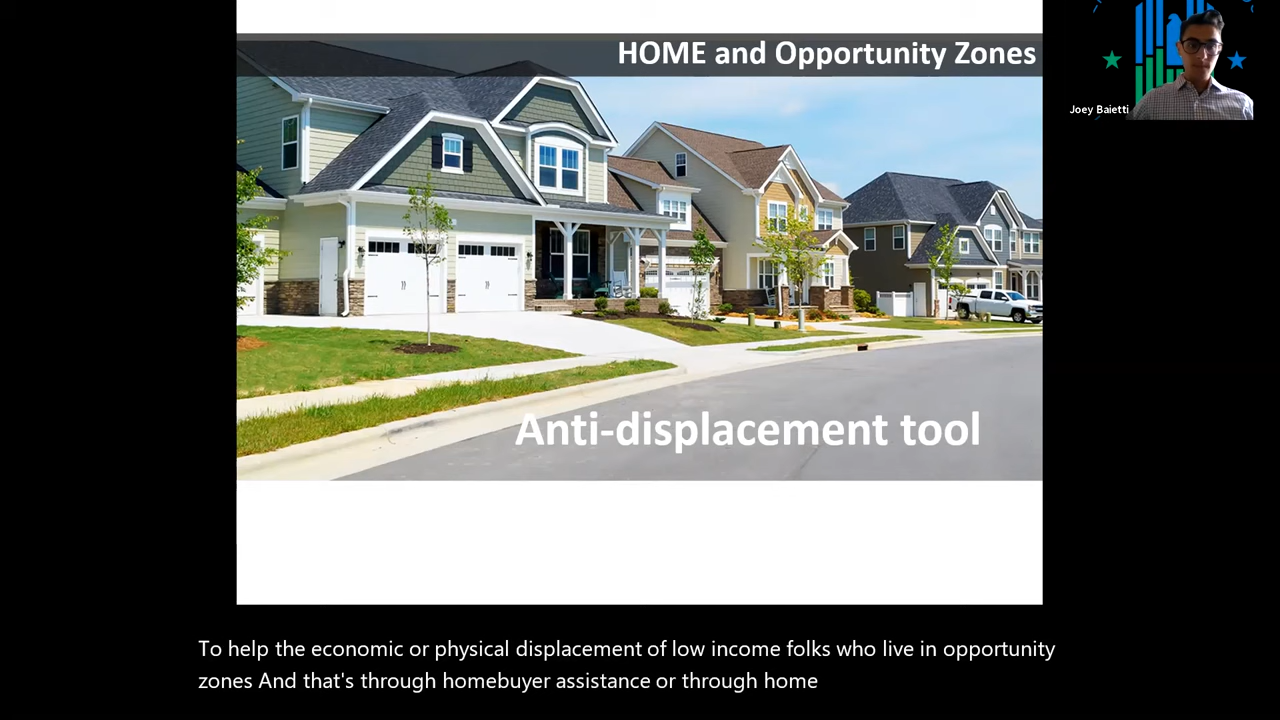 HOME and Opportunity Zones
Joey Baietti
Anti-displacement tool
To help the economic or physical displacement of low income folks who live in opportunity
zones And that's through homebuyer assistance or through home